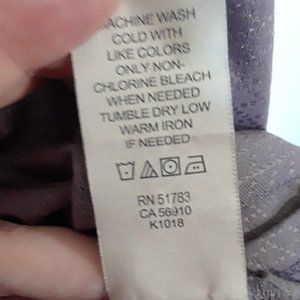 MACHINE WASH
COLD WITH
LIKE COLORS
ONLY NON-
CHLORINE BLEACH
WHEN NEEDED
TUMBLE DRY LOW
WARM IRON
IF NEEDED
RN 51783
CA 56910
K1018